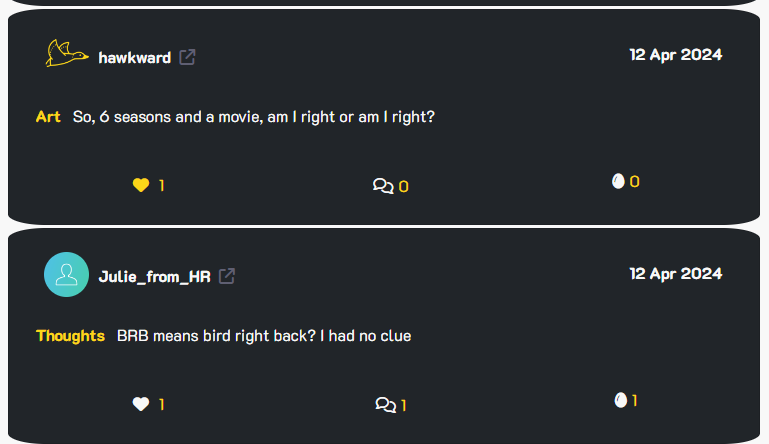 hawkward 12 Apr 2024
Art So, 6 seasons and a movie, am I right or am I right?
1 0 0
Julie_from_HR 12 Apr 2024
Thoughts BRB means bird right back? I had no clue
1 1 1